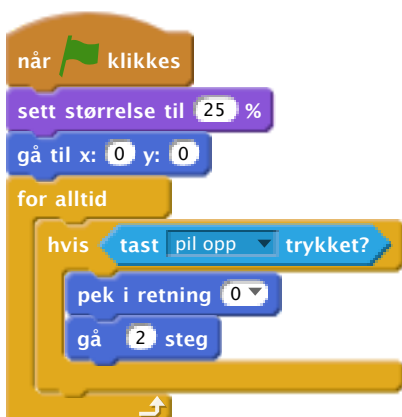 når klikkes
sett størrelse til 25 %
gå til x: 0 y: 0
for alltid
hvis tast pil opp trykket?
pek i retning 0
gå 2 steg